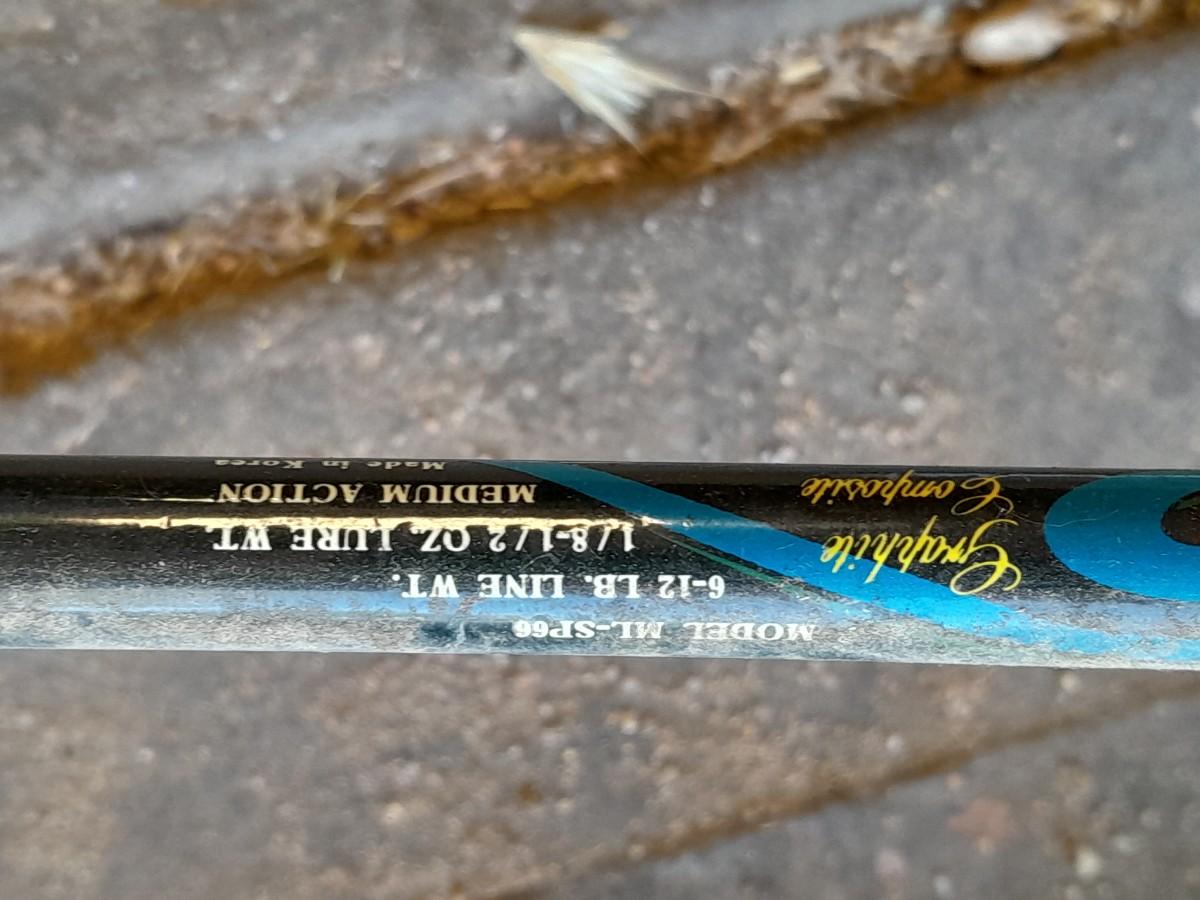 Graphite
Composite
MODEL ML-SP66
6-12 LB. LINE WT.
1/8-1/2 OZ. LURE WT.
MEDIUM ACTION
Made in Korea